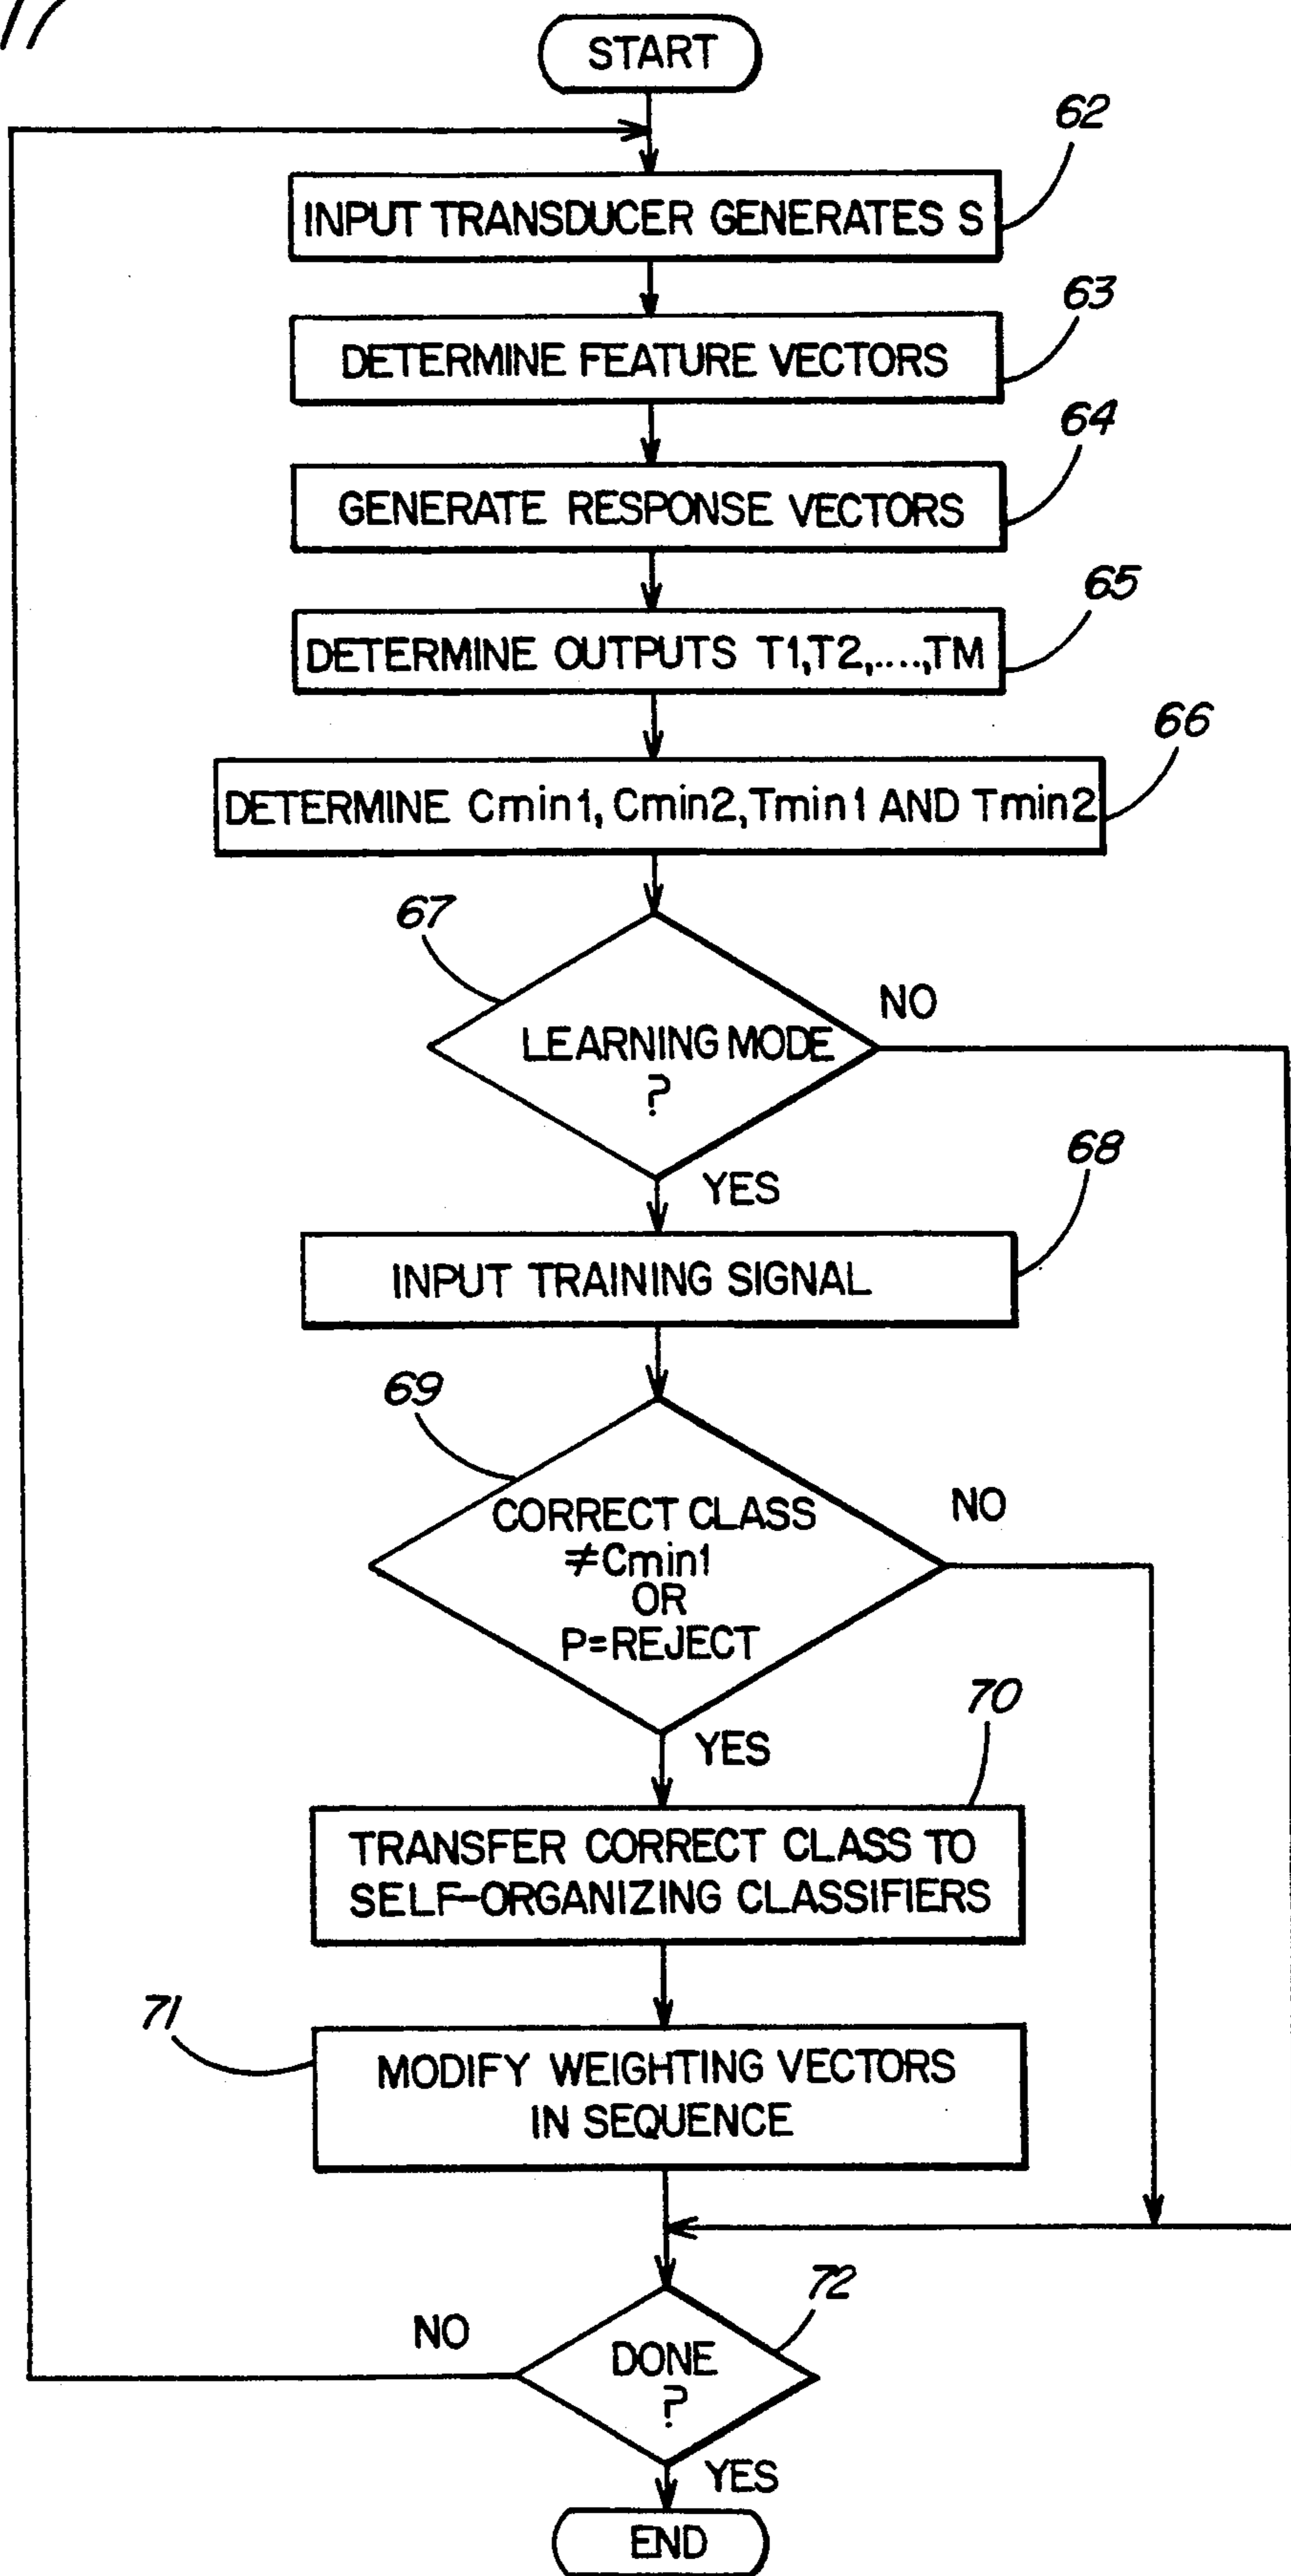 START
62
INPUT TRANSDUCER GENERATES S
63
DETERMINE FEATURE VECTORS
64
GENERATE RESPONSE VECTORS
65
DETERMINE OUTPUTS T1,T2,....,TM
66
DETERMINE Cmin1, Cmin2,Tmin1 AND Tmin2
67
NO
LEARNING MODE
?
YES
68
INPUT TRAINING SIGNAL
69
NO
CORRECT CLASS
≠Cmin1
OR
P=REJECT
YES
70
TRANSFER CORRECT CLASS TO
SELF-ORGANIZING CLASSIFIERS
71
MODIFY WEIGHTING VECTORS
IN SEQUENCE
72
NO
DONE
?
YES
END